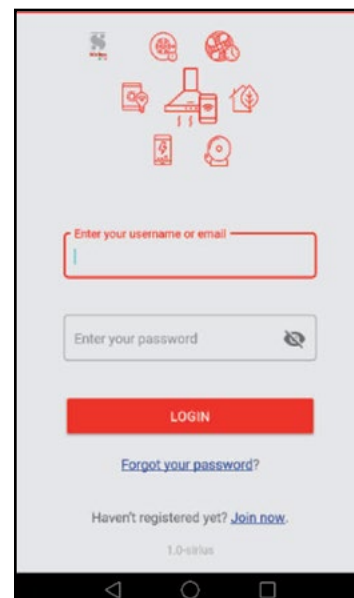 Enter your username or email
Enter your password
LOGIN
Forgot your password?
Haven't registered yet? Join now.
1.0-sirius